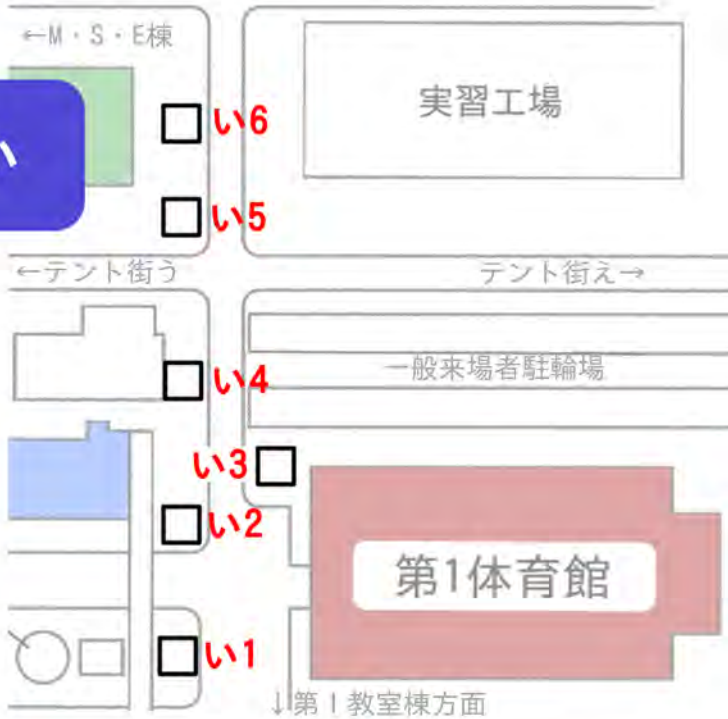 ←M・S・E棟
実習工場
い6
い
い5
←テント街う
テント街え→
い4
一般来場者駐輪場
い3
い2
第1体育館
い1
↓第1教室棟方面